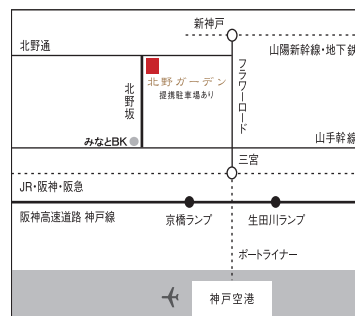 新神戸
北野通
山陽新幹線・地下鉄
北野ガーデン
提携駐車場あり
北野坂
フラワーロード
山手幹線
みなとBK
三宮
JR・阪神・阪急
阪神高速道路 神戸線
京橋ランプ
生田川ランプ
ポートライナー
神戸空港